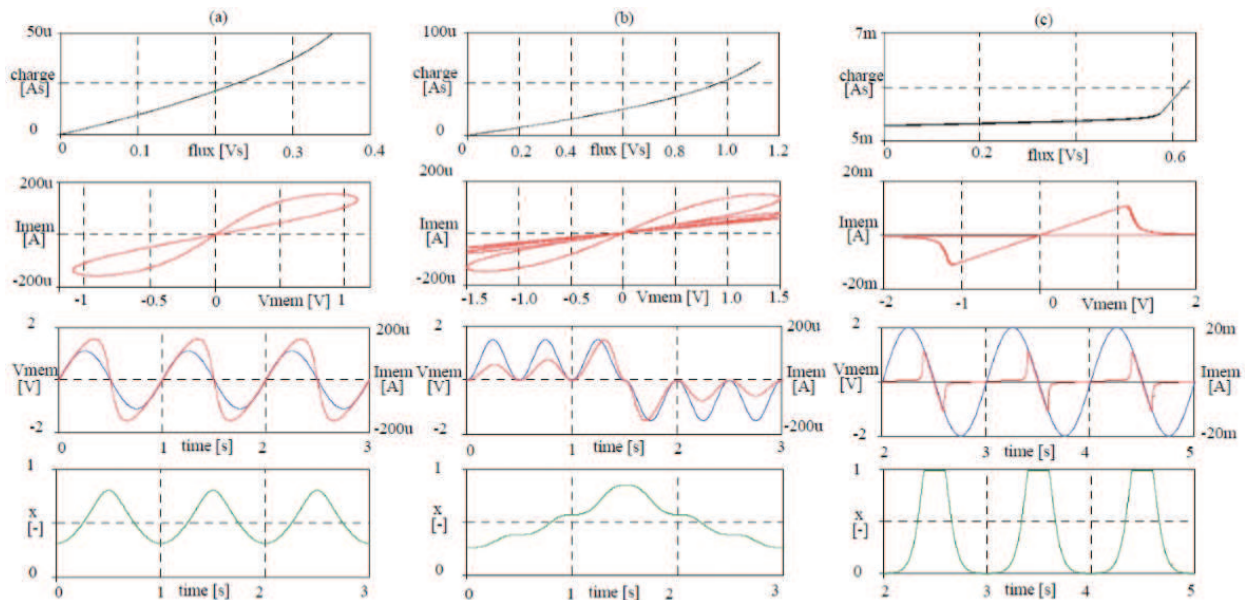 (a)
50u
charge
[As]
0
0 0.1 flux [Vs] 0.3 0.4
200u
Imem
[A]
-200u
-1 -0.5 0 Vmem [V] 1
2 200u
Vmem Imem
[V] [A]
-2 -200u
0 1 time [s] 2 3
1
x
[-]
0
0 1 time [s] 2 3
(b)
100u
charge
[As]
0
0 0.2 0.4 flux [Vs] 0.8 1.0 1.2
200u
Imem
[A]
-200u
-1.5 -1.0 -0.5 0 Vmem [V] 1.0 1.5
2 200u
Vmem Imem
[V] [A]
-2 -200u
0 1 time [s] 2 3
1
x
[-]
0
0 1 time [s] 2 3
(c)
7m
charge
[As]
5m
0 0.2 flux [Vs] 0.6
20m
Imem
[A]
-20m
-2 -1 0 Vmem [V] 1 2
2 20m
Vmem Imem
[V] [A]
-2 -20m
2 3 time [s] 4 5
1
x
[-]
0
2 3 time [s] 4 5